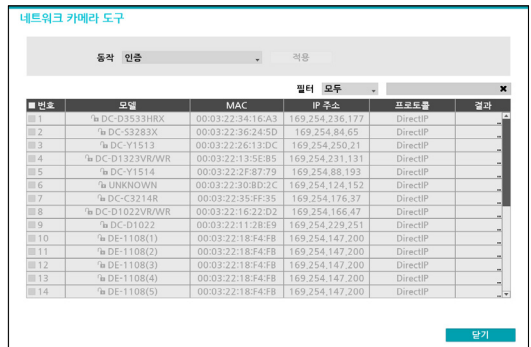 네트워크 카메라 도구
동작 인증 적용
필터 모두
번호 모델 MAC IP 주소 프로토콜 결과
1 DC-D3533HRX 00:03:22:34:16:A3 169,254,236,177 DirectIP ...
2 DC-S3283X 00:03:22:36:24:5D 169,254,84,65 DirectIP ...
3 DC-Y1513 00:03:22:26:13:DC 169,254,250,21 DirectIP ...
4 DC-D1323VR/WR 00:03:22:13:5E:B5 169,254,231,131 DirectIP ...
5 DC-Y1514 00:03:22:2F:87:79 169,254,88,193 DirectIP ...
6 UNKNOWN 00:03:22:30:BD:2C 169,254,124,152 DirectIP ...
7 DC-C3214R 00:03:22:35:FF:35 169,254,176,37 DirectIP ...
8 DC-D1022VR/WR 00:03:22:16:22:D2 169,254,166,47 DirectIP ...
9 DC-D1022 00:03:22:11:2B:E9 169,254,229,251 DirectIP ...
10 DE-1108(1) 00:03:22:18:F4:FB 169,254,147,200 DirectIP ...
11 DE-1108(2) 00:03:22:18:F4:FB 169,254,147,200 DirectIP ...
12 DE-1108(3) 00:03:22:18:F4:FB 169,254,147,200 DirectIP ...
13 DE-1108(4) 00:03:22:18:F4:FB 169,254,147,200 DirectIP ...
14 DE-1108(5) 00:03:22:18:F4:FB 169,254,147,200 DirectIP ...
닫기